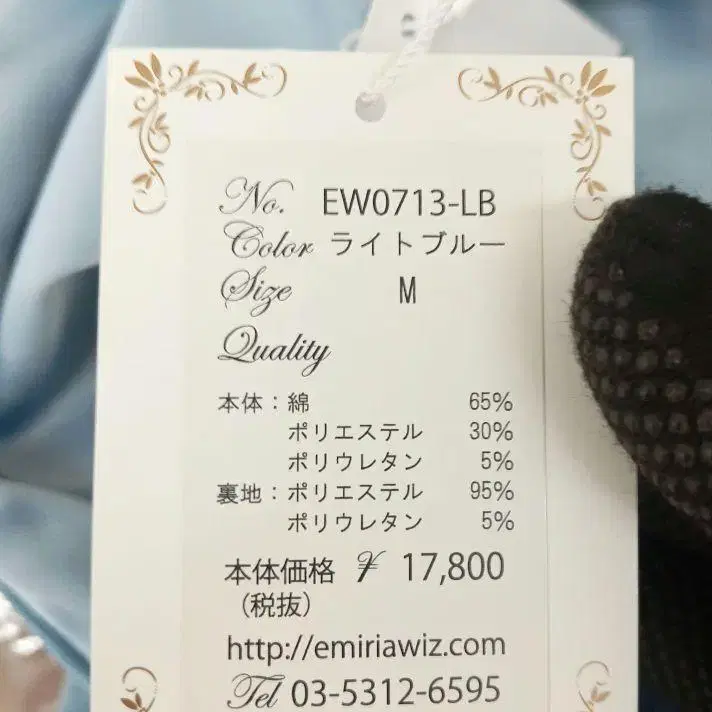 No. EW0713-LB
Color ライトブルー
Size M
Quality
本体：綿 65%
ポリエステル 30%
ポリウレタン 5%
裏地：ポリエステル 95%
ポリウレタン 5%
本体価格 ¥ 17,800
（税抜）
http://emiriawiz.com
Tel 03-5312-6595